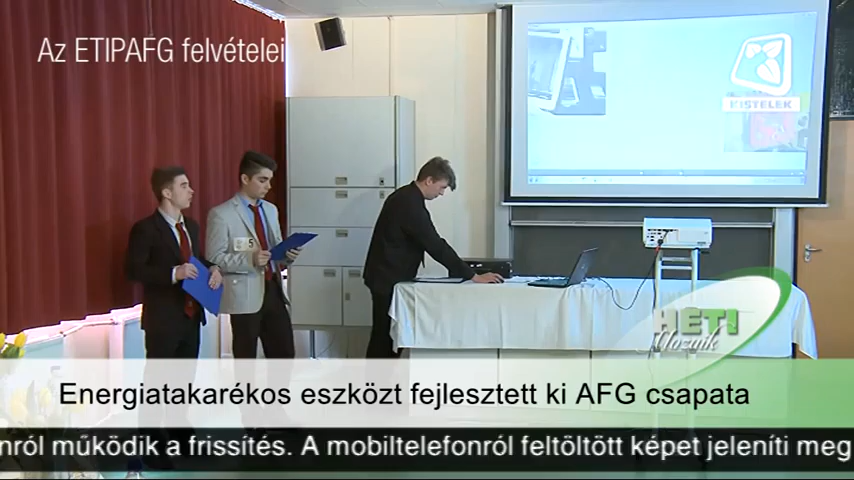 Az ETIPAFG felvételei
KISTELEK
5
HETI
Mozaik
Energiatakarékos eszközt fejlesztett ki AFG csapata
nról működik a frissítés. A mobiltelefonról feltöltött képet jeleníti meg